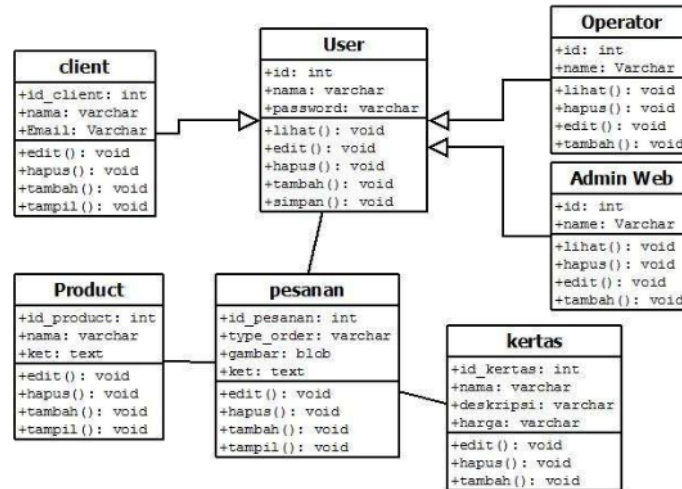 client
+id_client: int
+nama: varchar
+Email: Varchar
+edit(): void
+hapus(): void
+tambah(): void
+tampil(): void
User
+id: int
+nama: varchar
+password: varchar
+lihat(): void
+edit(): void
+hapus(): void
+tambah(): void
+simpan(): void
Operator
+id: int
+name: Varchar
+lihat(): void
+hapus(): void
+edit(): void
+tambah(): void
Admin Web
+id: int
+name: Varchar
+lihat(): void
+hapus(): void
+edit(): void
+tambah(): void
Product
+id_product: int
+nama: varchar
+ket: text
+edit(): void
+hapus(): void
+tambah(): void
+tampil(): void
pesanan
+id_pesanan: int
+type_order: varchar
+gambar: blob
+ket: text
+edit(): void
+hapus(): void
+tambah(): void
+tampil(): void
kertas
+id_kertas: int
+nama: varchar
+deskripsi: varchar
+harga: varchar
+edit(): void
+hapus(): void
+tambah(): void